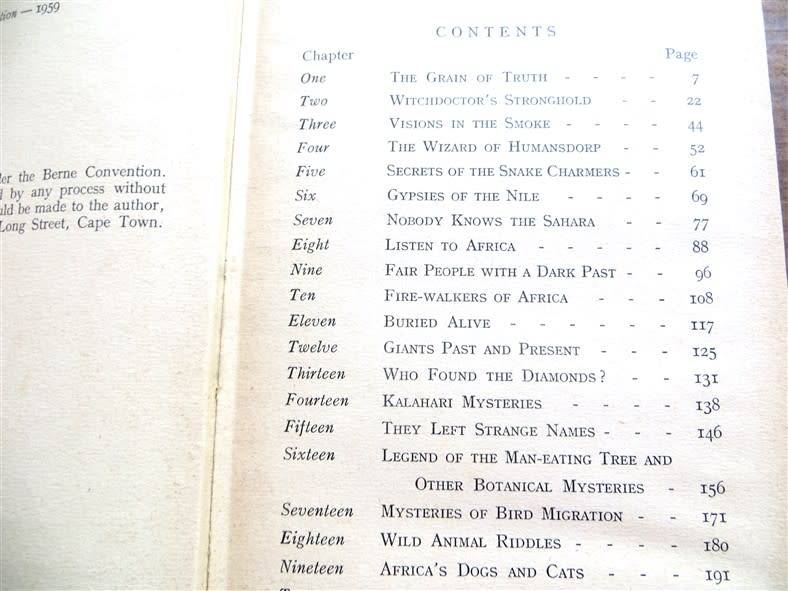 tion — 1959
er the Berne Convention.
by any process without
uld be made to the author,
Long Street, Cape Town.
CONTENTS
Chapter Page
One THE GRAIN OF TRUTH - - - - 7
Two WITCHDOCTOR'S STRONGHOLD - - 22
Three VISIONS IN THE SMOKE - - - - 44
Four THE WIZARD OF HUMANSDORP - - 52
Five SECRETS OF THE SNAKE CHARMERS - - 61
Six GYPSIES OF THE NILE - - - - 69
Seven NOBODY KNOWS THE SAHARA - - 77
Eight LISTEN TO AFRICA - - - - - 88
Nine FAIR PEOPLE WITH A DARK PAST - - 96
Ten FIRE-WALKERS OF AFRICA - - - 108
Eleven BURIED ALIVE - - - - - - 117
Twelve GIANTS PAST AND PRESENT - - - 125
Thirteen WHO FOUND THE DIAMONDS? - - 131
Fourteen KALAHARI MYSTERIES - - - - 138
Fifteen THEY LEFT STRANGE NAMES - - - 146
Sixteen LEGEND OF THE MAN-EATING TREE AND
OTHER BOTANICAL MYSTERIES - 156
Seventeen MYSTERIES OF BIRD MIGRATION - - 171
Eighteen WILD ANIMAL RIDDLES - - - - 180
Nineteen AFRICA'S DOGS AND CATS - - - 191